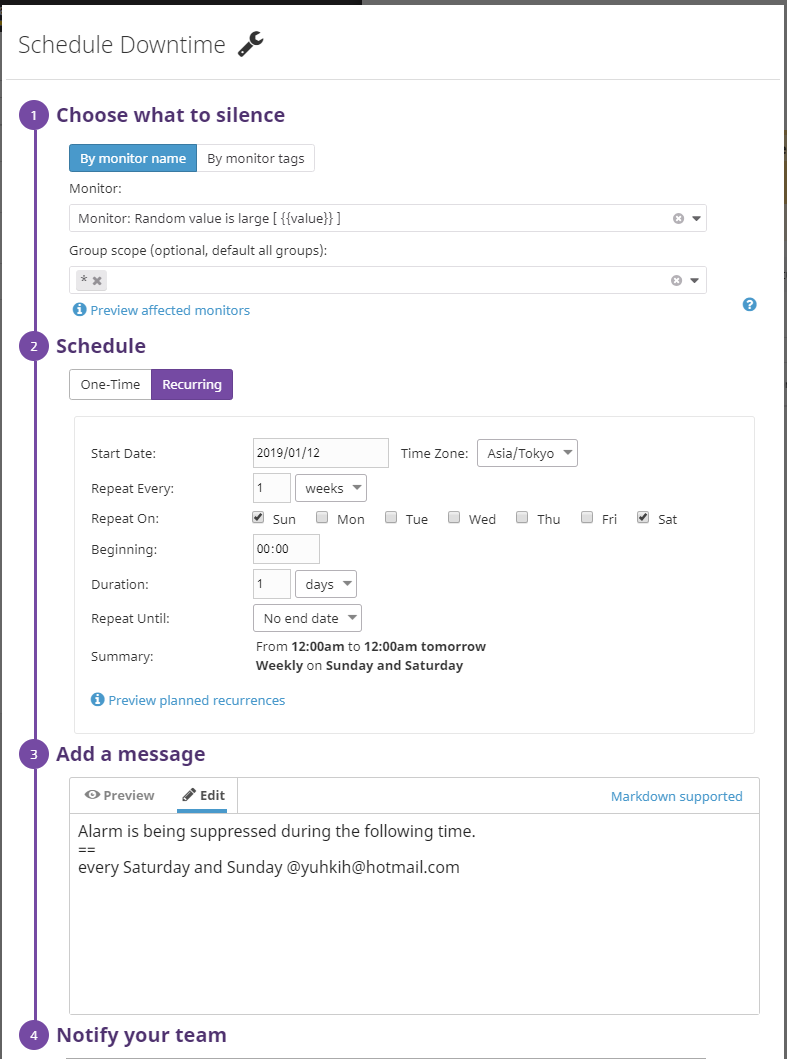 Schedule Downtime
1 Choose what to silence
By monitor name By monitor tags
Monitor:
Monitor: Random value is large [ {{value}} ]
Group scope (optional, default all groups):
*
Preview affected monitors
2 Schedule
One-Time Recurring
Start Date: 2019/01/12 Time Zone: Asia/Tokyo
Repeat Every: 1 weeks
Repeat On: Sun Mon Tue Wed Thu Fri Sat
Beginning: 00:00
Duration: 1 days
Repeat Until: No end date
Summary: From 12:00am to 12:00am tomorrow
Weekly on Sunday and Saturday
Preview planned recurrences
3 Add a message
Preview Edit Markdown supported
Alarm is being suppressed during the following time.
==
every Saturday and Sunday @yuhkih@hotmail.com
4 Notify your team